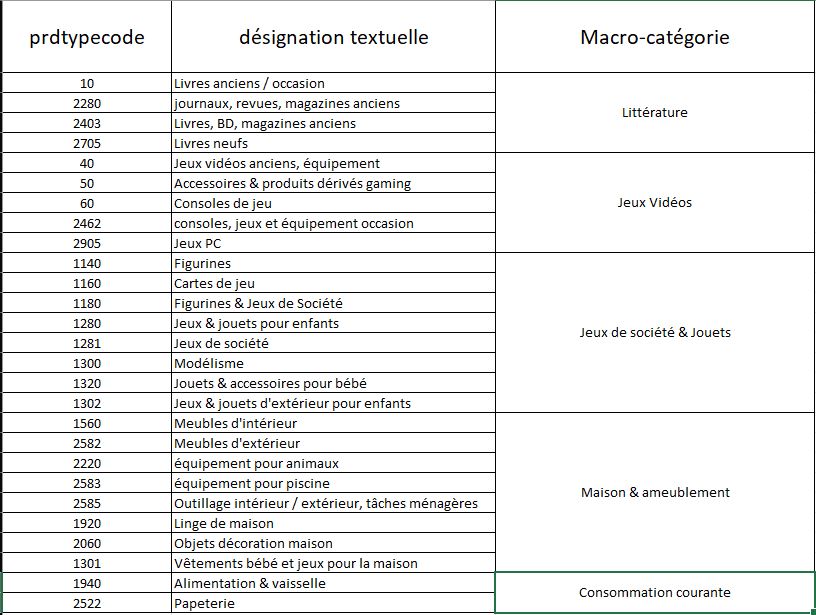 prdtypecode désignation textuelle Macro-catégorie
10 Livres anciens / occasion
2280 journaux, revues, magazines anciens
Littérature
2403 Livres, BD, magazines anciens
2705 Livres neufs
40 Jeux vidéos anciens, équipement
50 Accessoires & produits dérivés gaming
60 Consoles de jeu Jeux Vidéos
2462 consoles, jeux et équipement occasion
2905 Jeux PC
1140 Figurines
1160 Cartes de jeu
1180 Figurines & Jeux de Société
1280 Jeux & jouets pour enfants
Jeux de société & Jouets
1281 Jeux de société
1300 Modélisme
1320 Jouets & accessoires pour bébé
1302 Jeux & jouets d'extérieur pour enfants
1560 Meubles d'intérieur
2582 Meubles d'extérieur
2220 équipement pour animaux
2583 équipement pour piscine
Maison & ameublement
2585 Outillage intérieur / extérieur, tâches ménagères
1920 Linge de maison
2060 Objets décoration maison
1301 Vêtements bébé et jeux pour la maison
1940 Alimentation & vaisselle
Consommation courante
2522 Papeterie